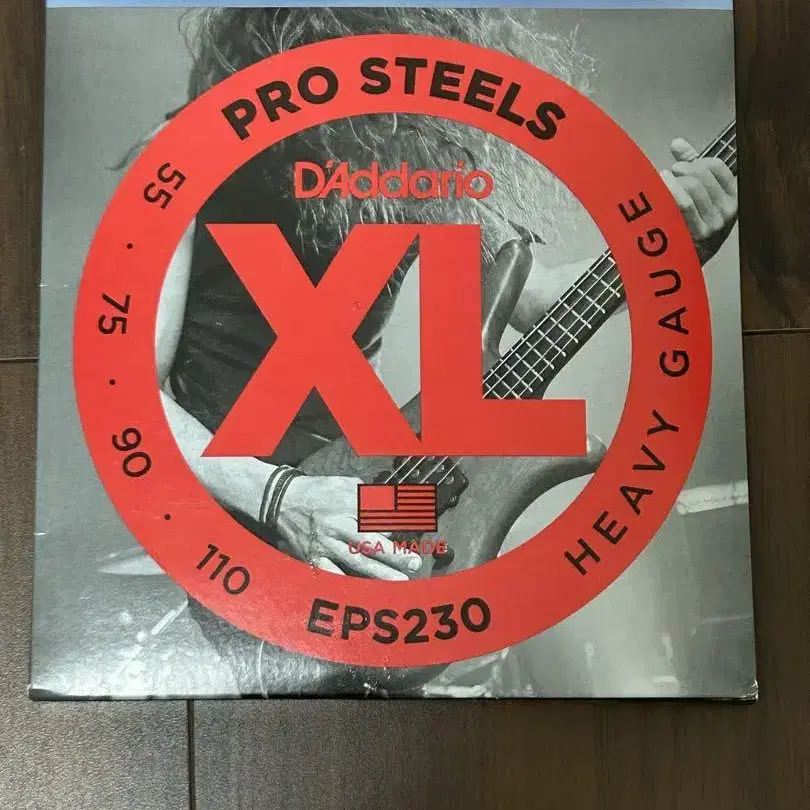 PRO STEELS
D'Addario
XL
55 · 75 · 90 · 110
HEAVY GAUGE
USA MADE
EPS230